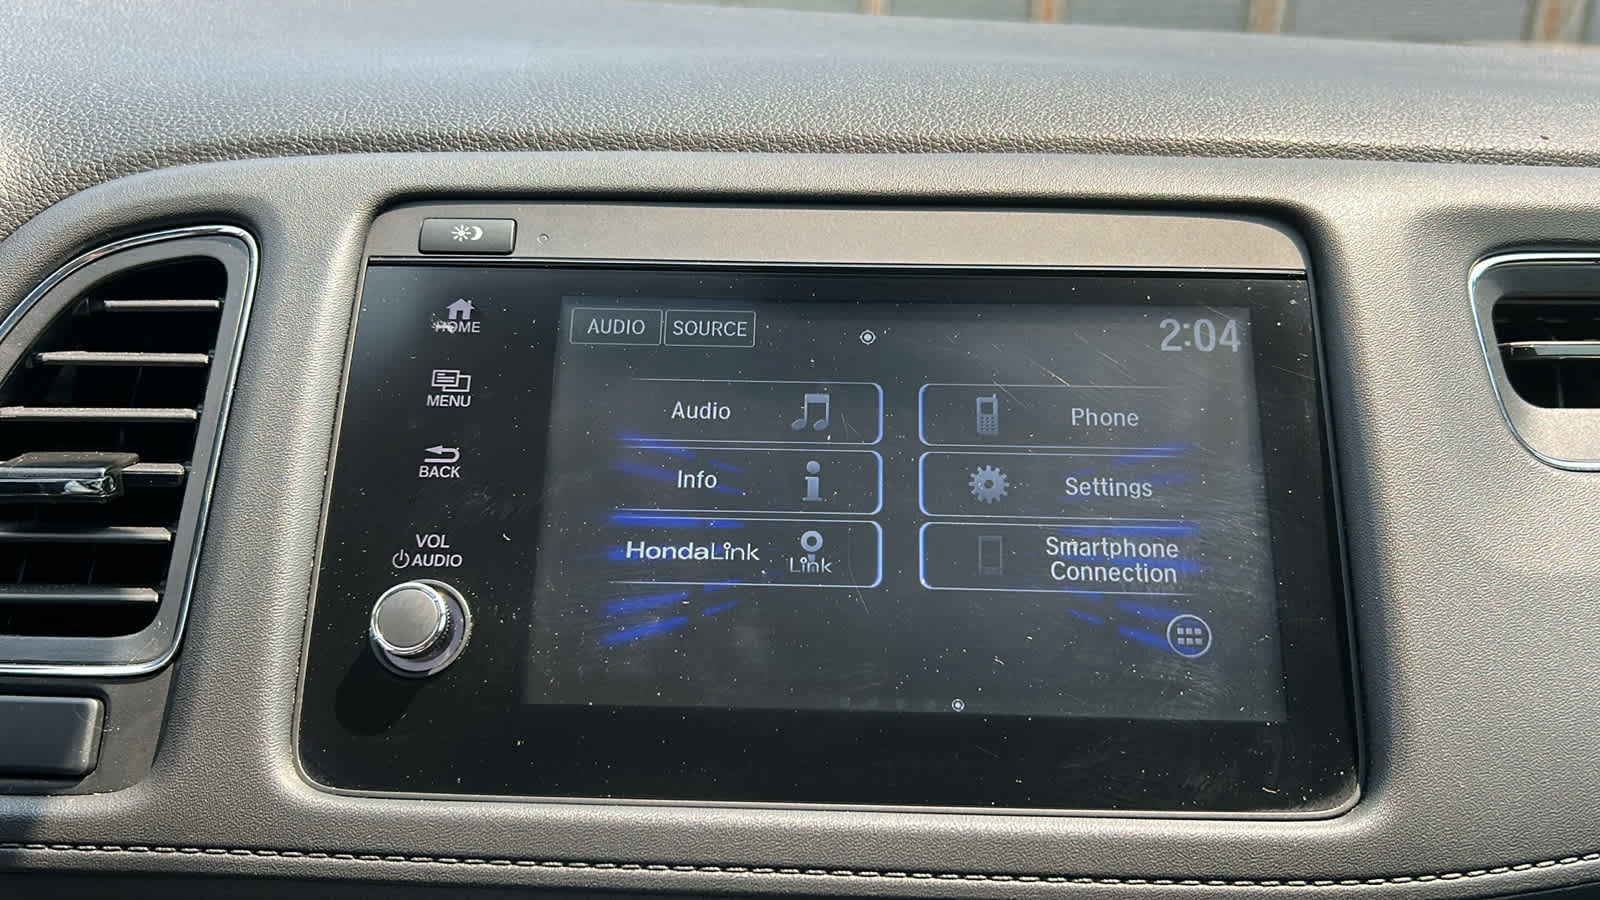 HOME
MENU
BACK
VOL
AUDIO
AUDIO SOURCE
2:04
Audio
Phone
Info
Settings
HondaLink
Link
Smartphone
Connection